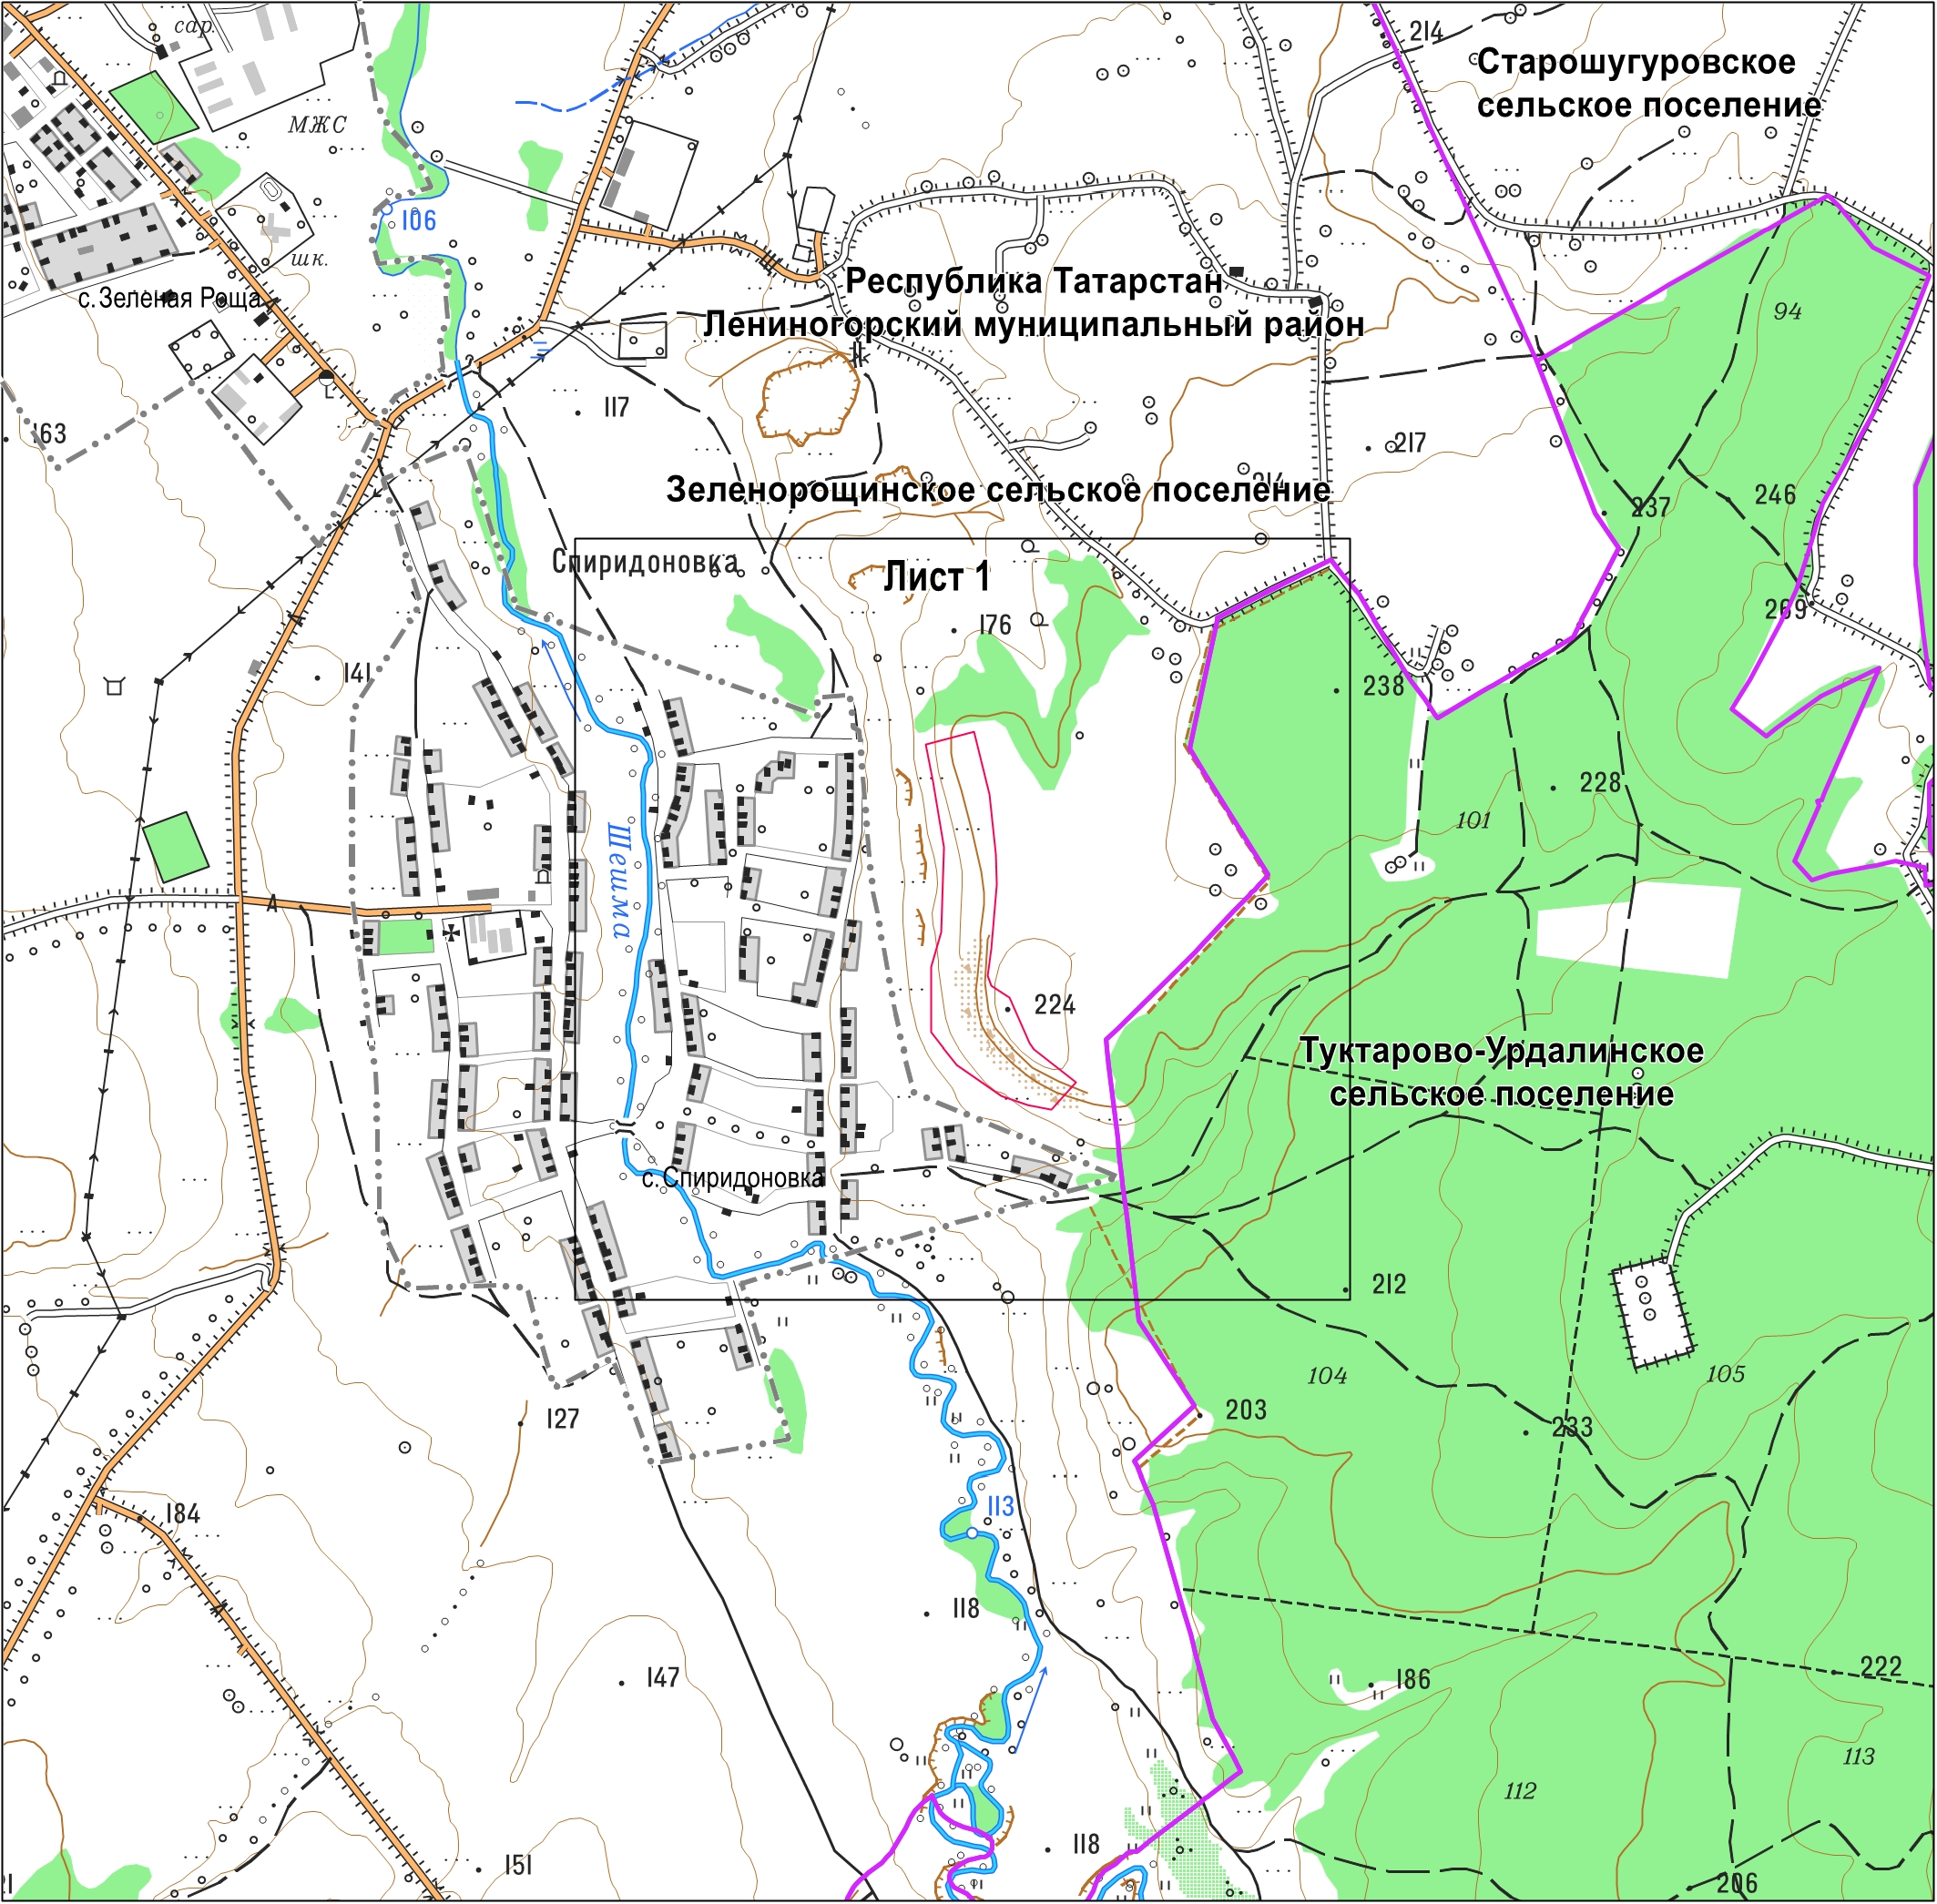 сар.
214
Старошугуровское
сельское поселение
МЖС
106
шк.
с.Зеленая Роща
Республика Татарстан
Лениногорский муниципальный район
94
117
163
217
Зеленорощинское сельское поселение
214
237
246
Спиридоновка
Лист 1
176
269
141
238
228
101
Шешма
А
224
Туктарово-Урдалинское
сельское поселение
с.Спиридоновка
212
104
105
127
203
233
184
113
118
147
186
222
112
113
118
151
206